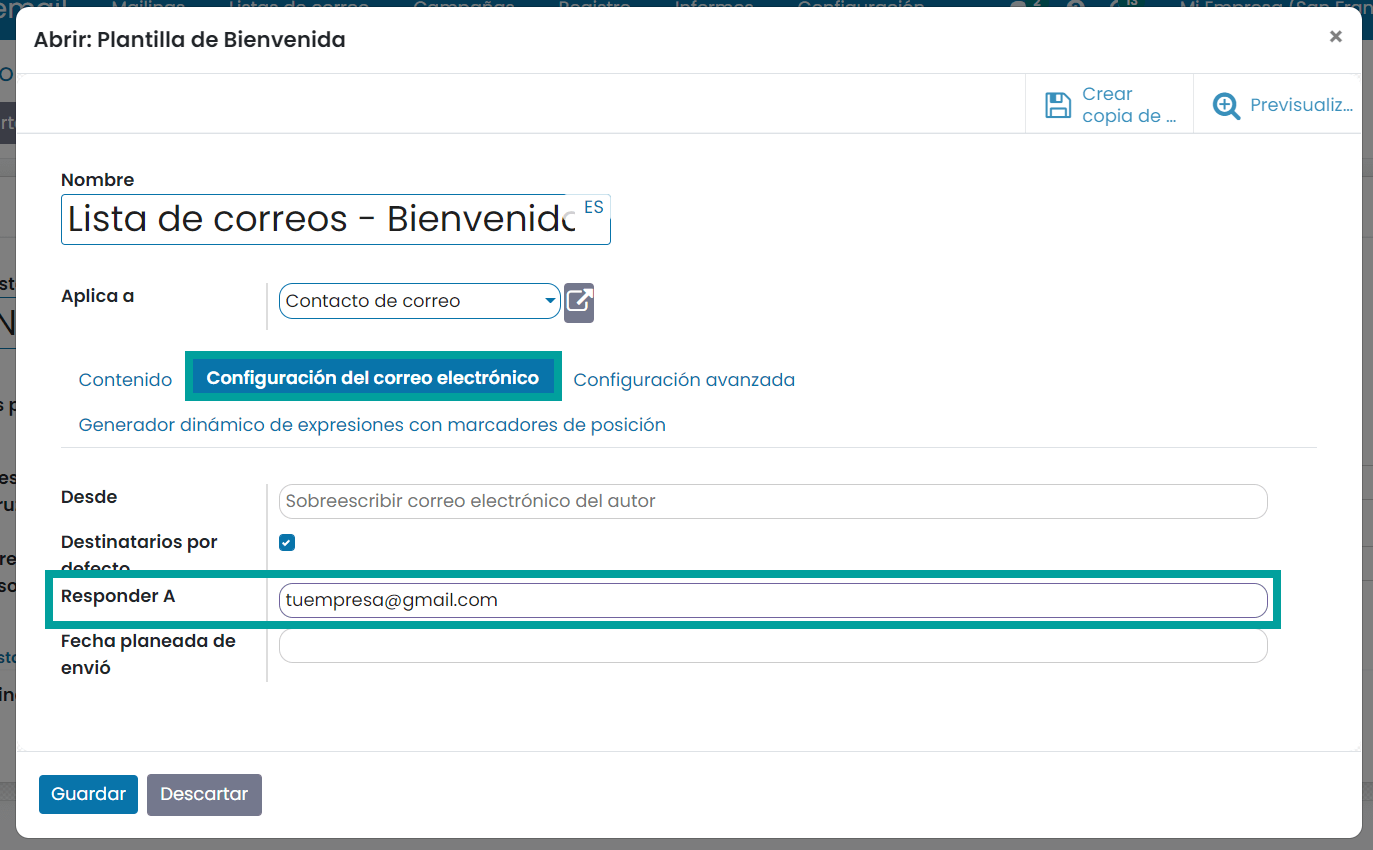 Abrir: Plantilla de Bienvenida
×
Crear
copia de ...
Previsualiz...
Nombre
Lista de correos - Bienvenida
ES
Aplica a
Contacto de correo
Contenido
Configuración del correo electrónico
Configuración avanzada
Generador dinámico de expresiones con marcadores de posición
Desde
Sobreescribir correo electrónico del autor
Destinatarios por
defecto
Responder A
tuempresa@gmail.com
Fecha planeada de
envió
Guardar
Descartar